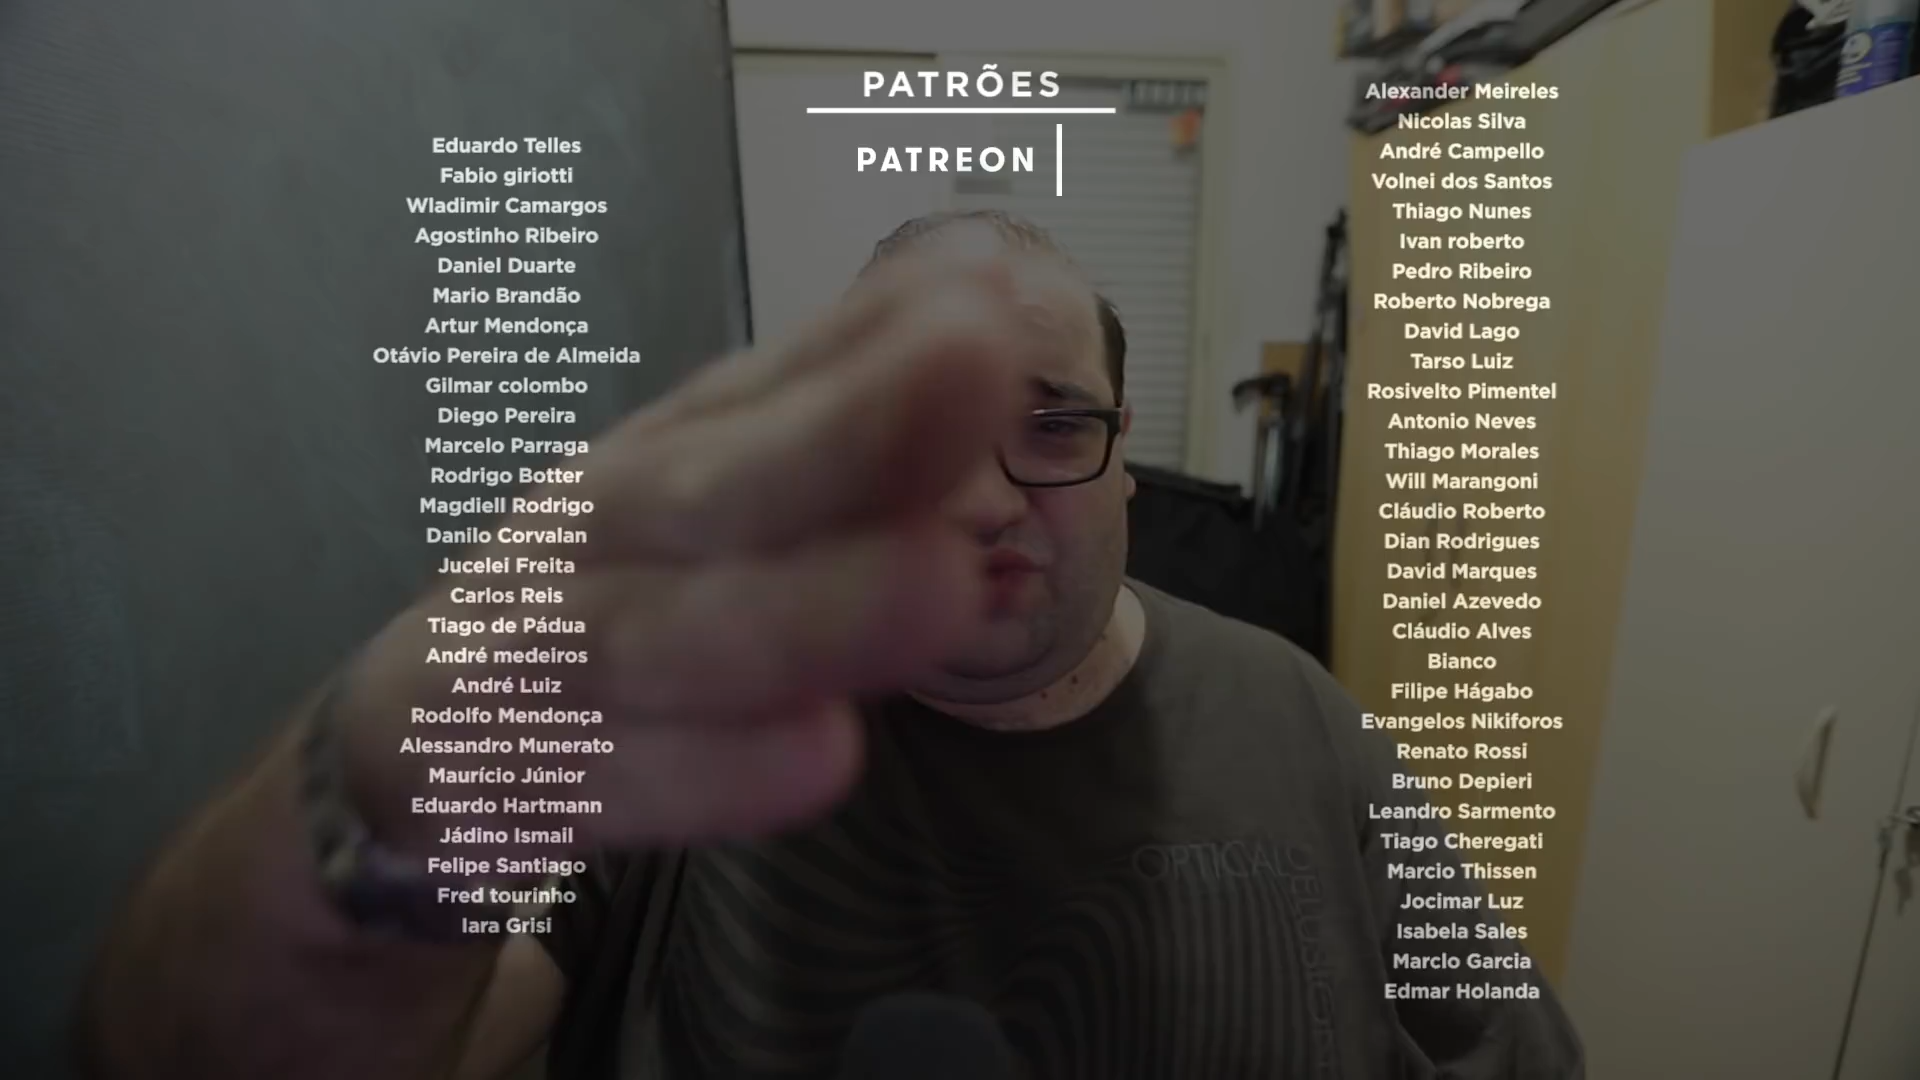 PATRÕES
PATREON
Eduardo Telles
Fabio giriotti
Wladimir Camargos
Agostinho Ribeiro
Daniel Duarte
Mario Brandão
Artur Mendonça
Otávio Pereira de Almeida
Gilmar colombo
Diego Pereira
Marcelo Parraga
Rodrigo Botter
Magdiell Rodrigo
Danilo Corvalan
Jucelei Freita
Carlos Reis
Tiago de Pádua
André medeiros
André Luiz
Rodolfo Mendonça
Alessandro Munerato
Maurício Júnior
Eduardo Hartmann
Jádino Ismail
Felipe Santiago
Fred tourinho
Iara Grisi
Alexander Meireles
Nicolas Silva
André Campello
Volnei dos Santos
Thiago Nunes
Ivan roberto
Pedro Ribeiro
Roberto Nobrega
David Lago
Tarso Luiz
Rosivelto Pimentel
Antonio Neves
Thiago Morales
Will Marangoni
Cláudio Roberto
Dian Rodrigues
David Marques
Daniel Azevedo
Cláudio Alves
Bianco
Filipe Hágabo
Evangelos Nikiforos
Renato Rossi
Bruno Depieri
Leandro Sarmento
Tiago Cheregati
Marcio Thissen
Jocimar Luz
Isabela Sales
Marclo Garcia
Edmar Holanda
OPTICAL